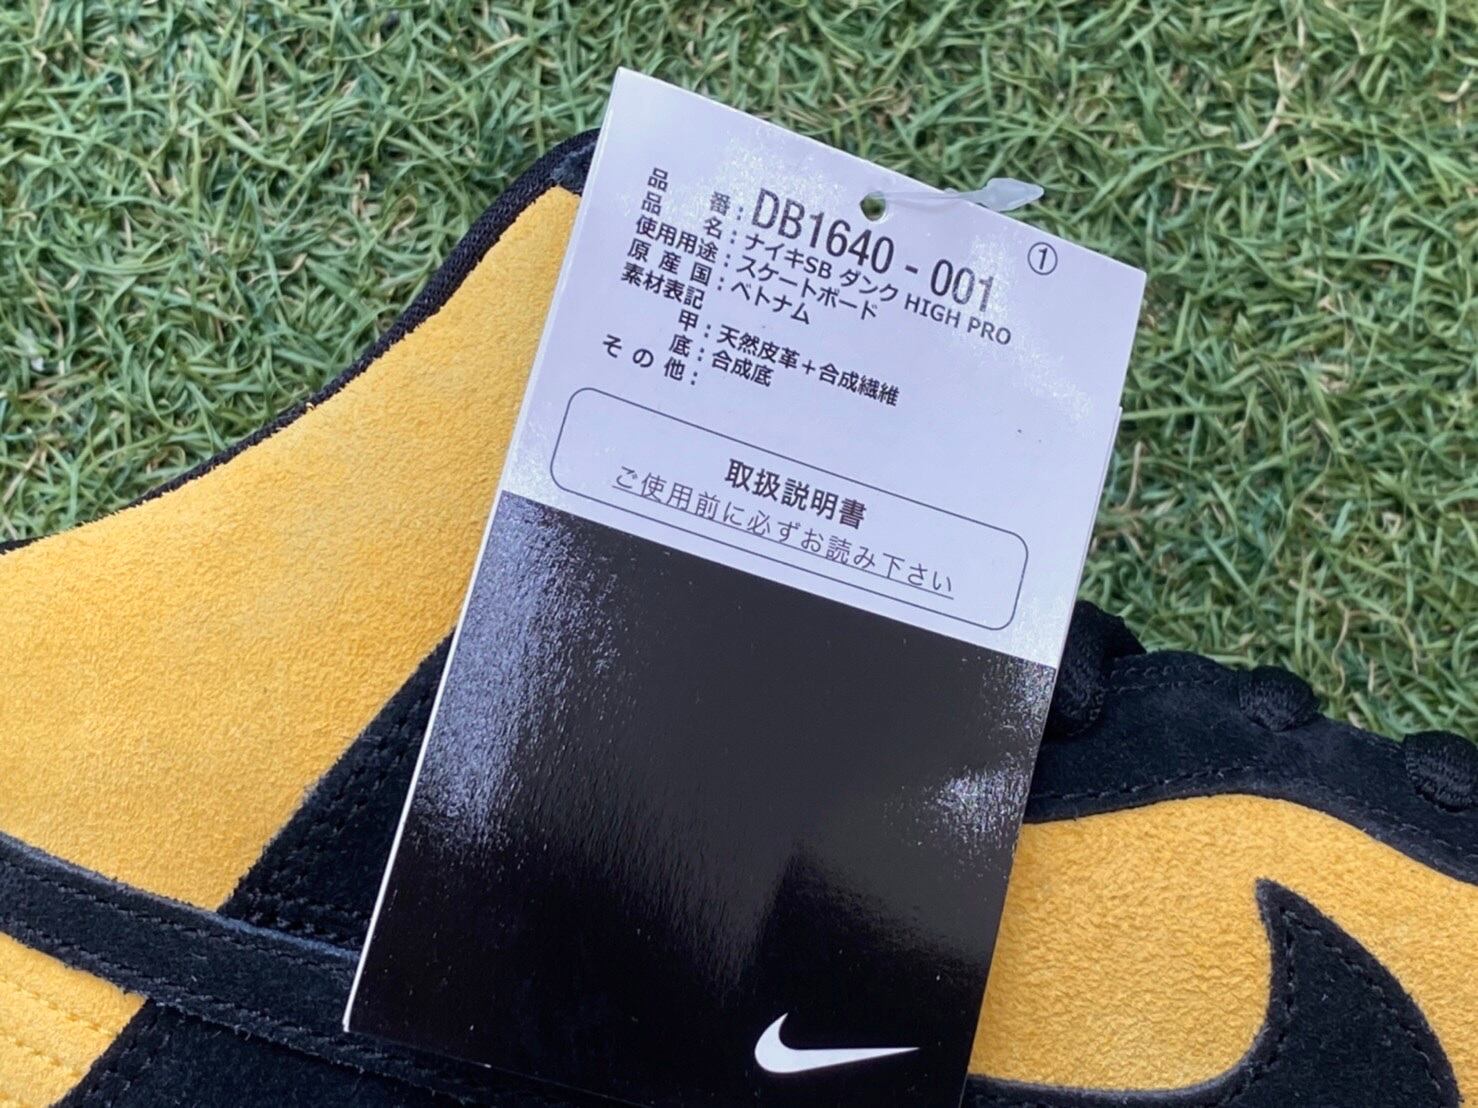 ①
品番：DB1640 - 001
品名：ナイキSB ダンク HIGH PRO
使用用途：スケートボード
原産国：ベトナム
素材表記
甲：天然皮革＋合成繊維
底：合成底
その他：
取扱説明書
ご使用前に必ずお読み下さい